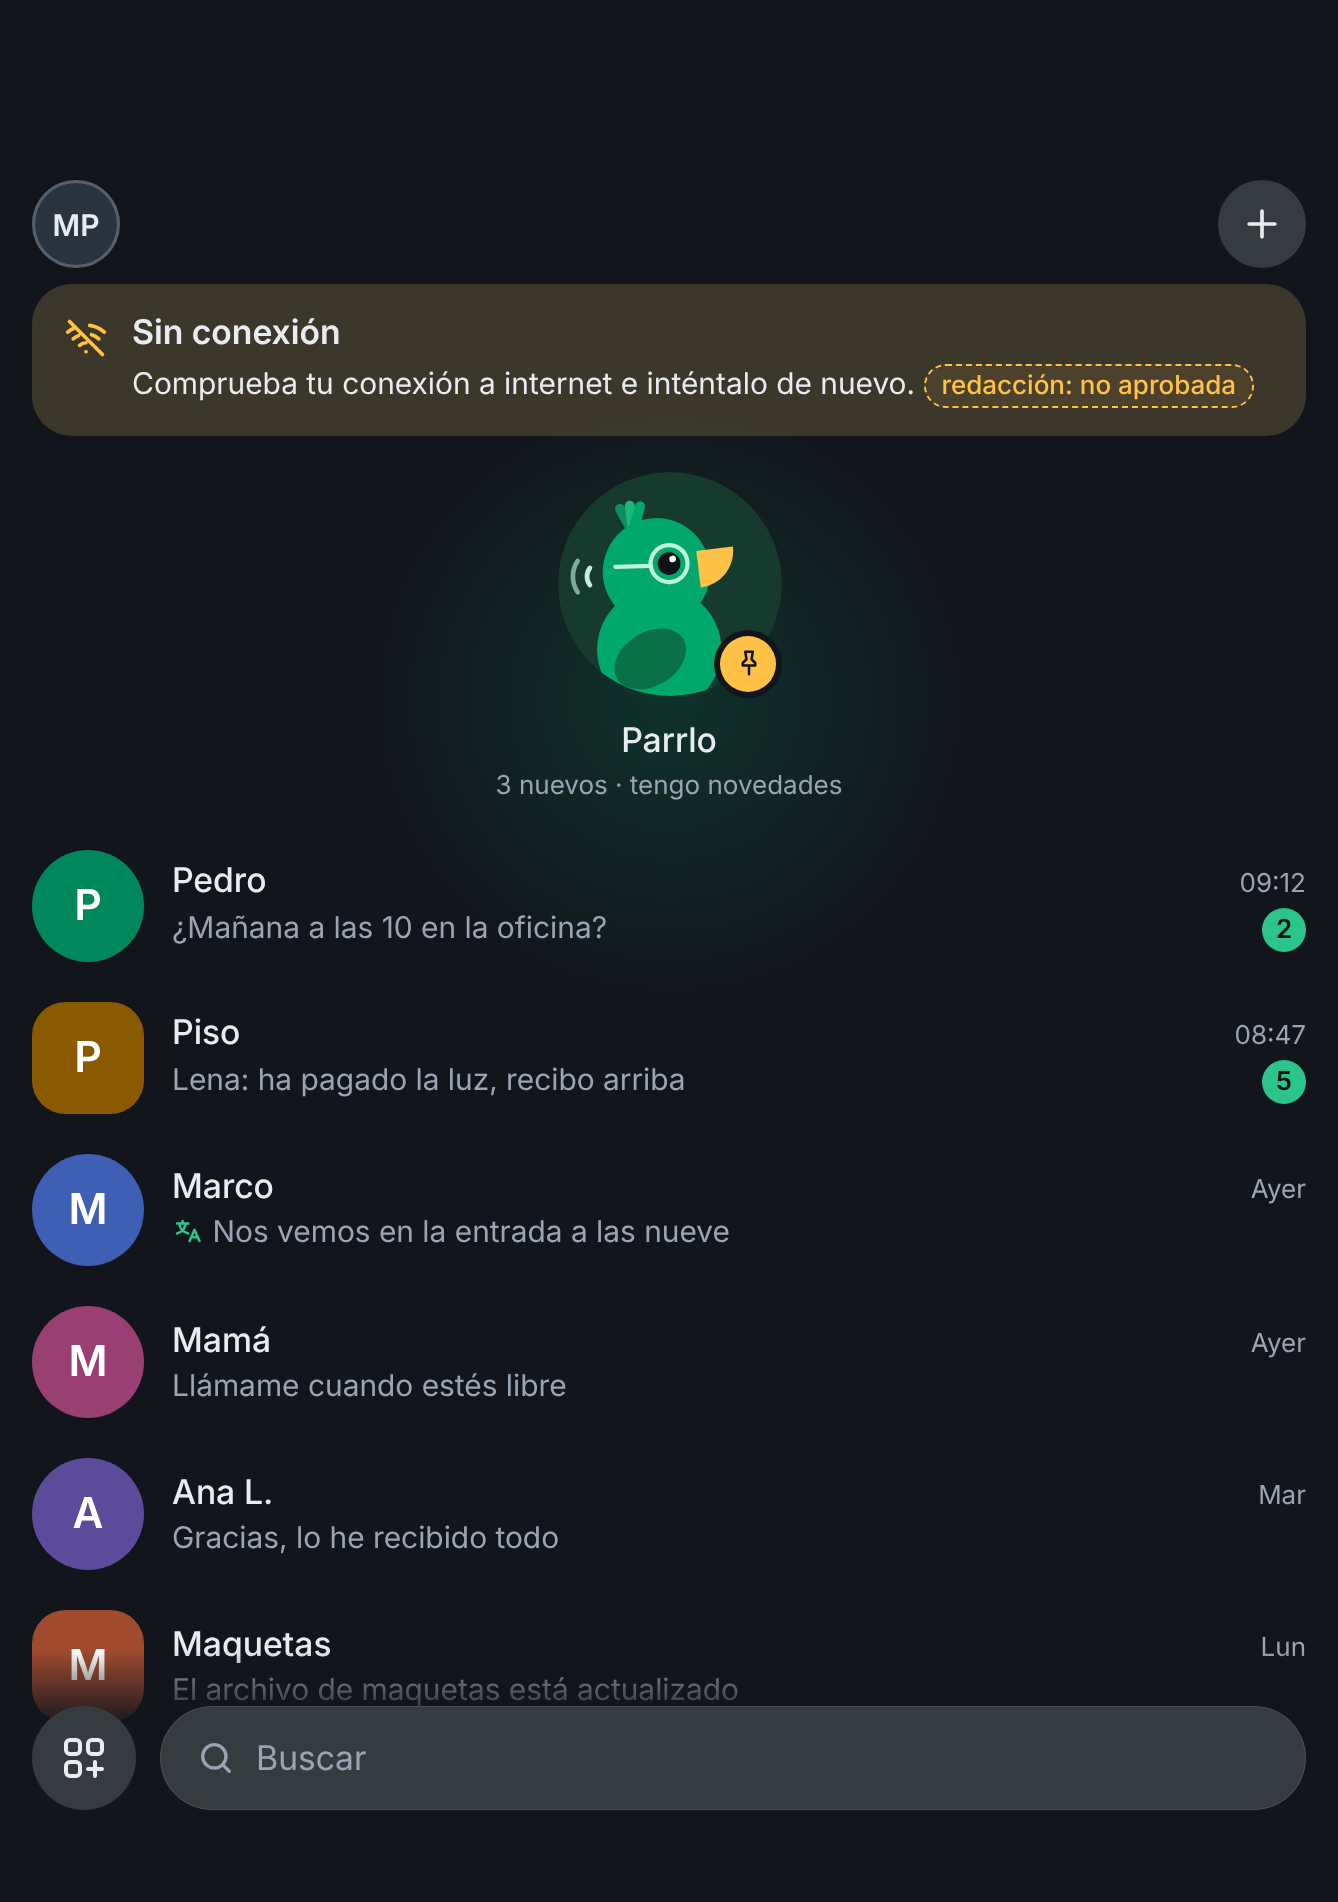 MP
Sin conexión
Comprueba tu conexión a internet e inténtalo de nuevo. redacción: no aprobada
Parrlo
3 nuevos · tengo novedades
P
Pedro
09:12
¿Mañana a las 10 en la oficina?
2
P
Piso
08:47
Lena: ha pagado la luz, recibo arriba
5
M
Marco
Ayer
Nos vemos en la entrada a las nueve
M
Mamá
Ayer
Llámame cuando estés libre
A
Ana L.
Mar
Gracias, lo he recibido todo
M
Maquetas
Lun
El archivo de maquetas está actualizado
Buscar